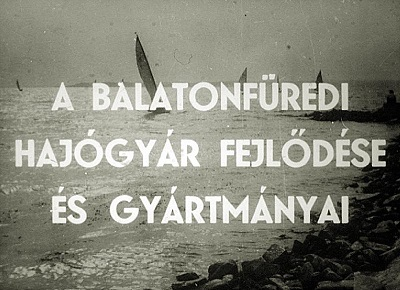 A BALATONFÜREDI
HAJÓGYÁR FEJLŐDÉSE
ÉS GYÁRTMÁNYAI